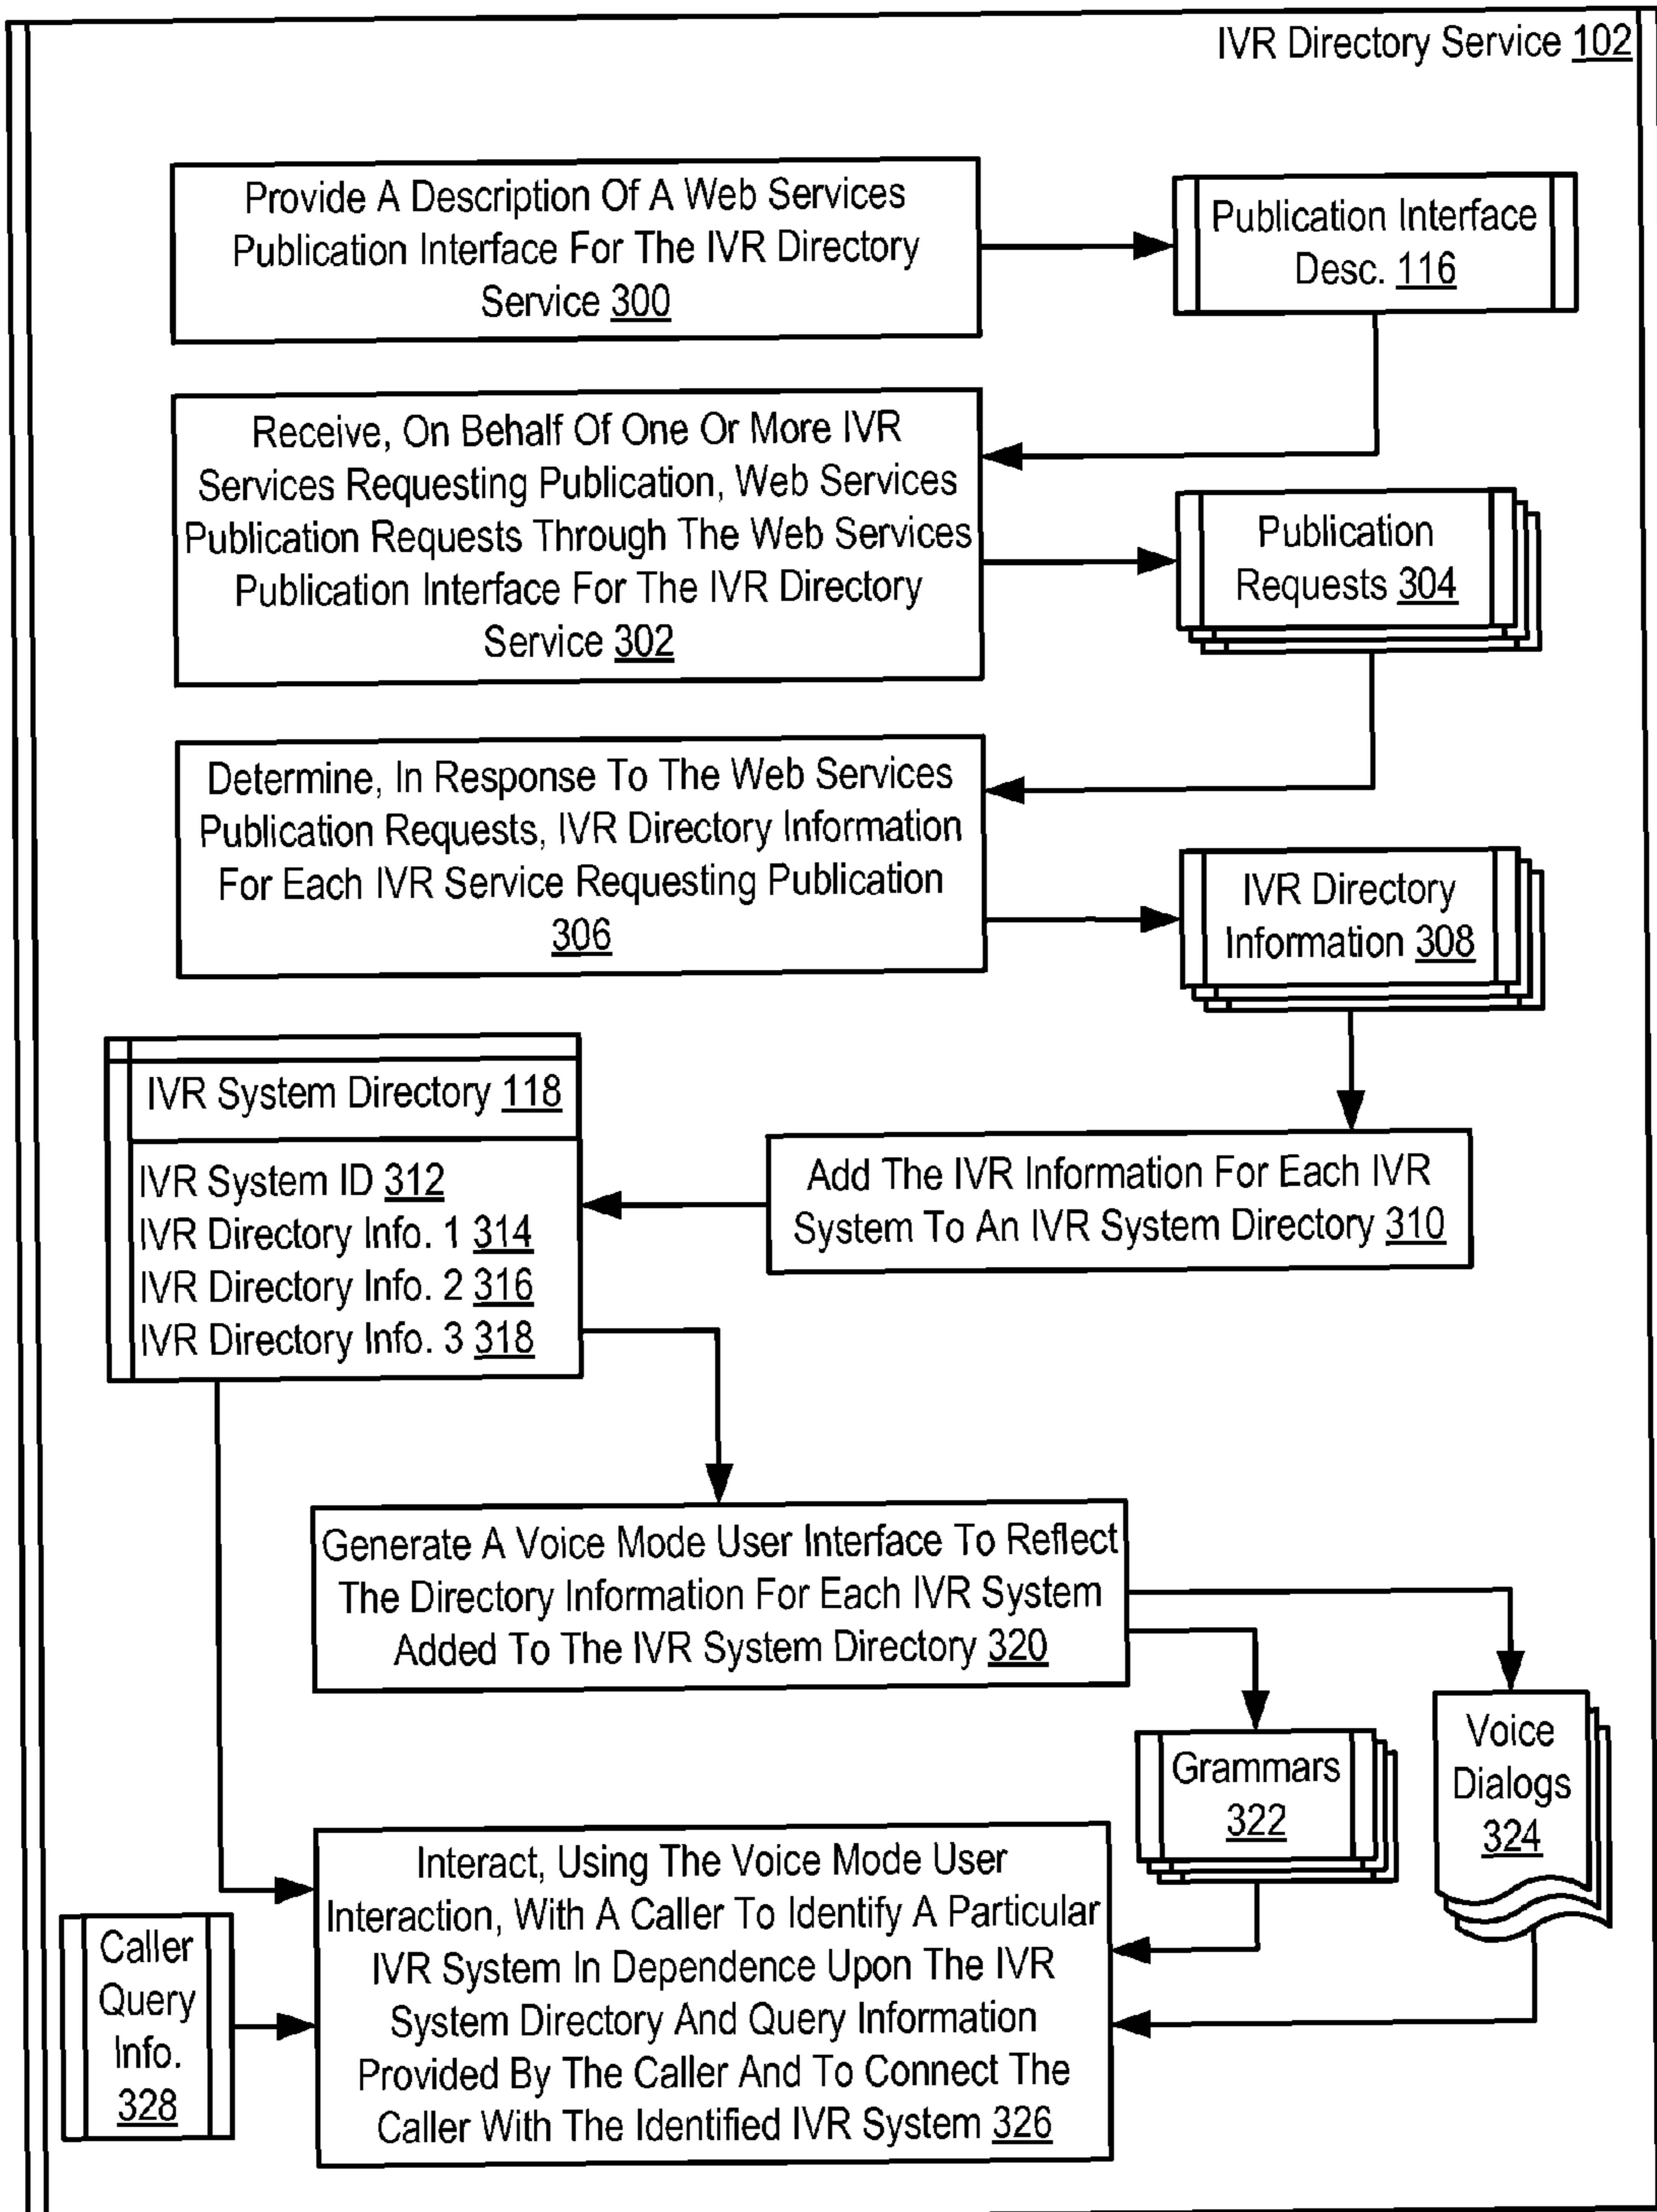 IVR Directory Service 102
Provide A Description Of A Web Services
Publication Interface For The IVR Directory
Service 300
Publication Interface
Desc. 116
Receive, On Behalf Of One Or More IVR
Services Requesting Publication, Web Services
Publication Requests Through The Web Services
Publication Interface For The IVR Directory
Service 302
Publication
Requests 304
Determine, In Response To The Web Services
Publication Requests, IVR Directory Information
For Each IVR Service Requesting Publication
306
IVR Directory
Information 308
IVR System Directory 118
IVR System ID 312
IVR Directory Info. 1 314
IVR Directory Info. 2 316
IVR Directory Info. 3 318
Add The IVR Information For Each IVR
System To An IVR System Directory 310
Generate A Voice Mode User Interface To Reflect
The Directory Information For Each IVR System
Added To The IVR System Directory 320
Grammars
322
Voice
Dialogs
324
Interact, Using The Voice Mode User
Interaction, With A Caller To Identify A Particular
IVR System In Dependence Upon The IVR
System Directory And Query Information
Provided By The Caller And To Connect The
Caller With The Identified IVR System 326
Caller
Query
Info.
328